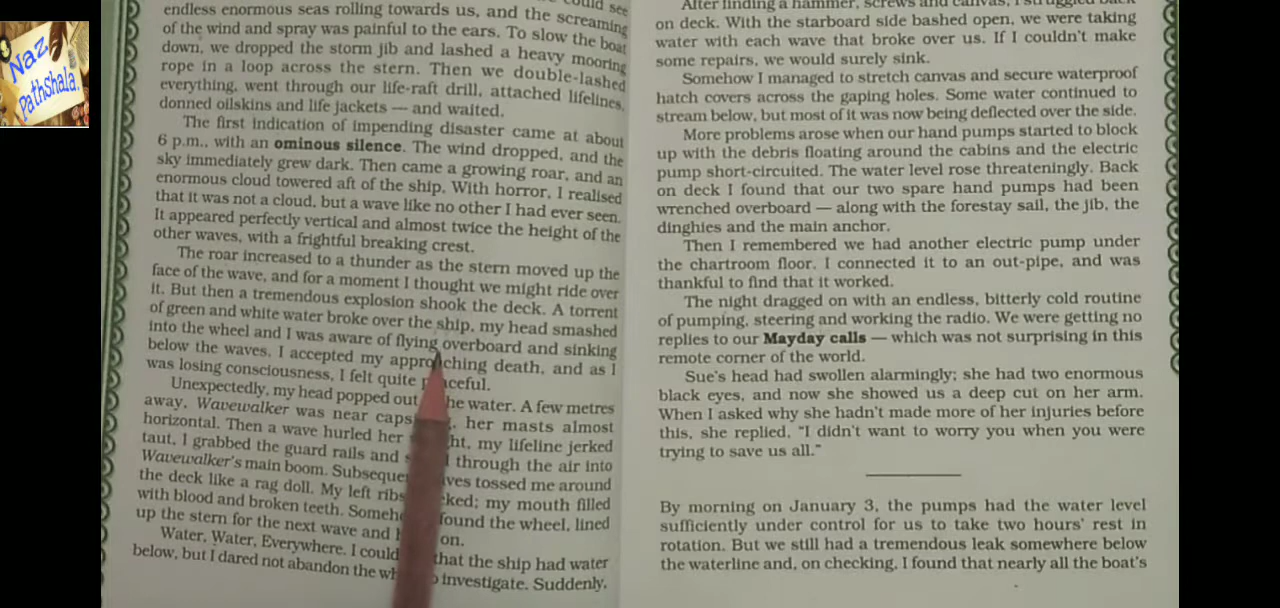 Naz
Pathshala.
could see
endless enormous seas rolling towards us, and the screaming
of the wind and spray was painful to the ears. To slow the boat
down, we dropped the storm jib and lashed a heavy mooring
rope in a loop across the stern. Then we double-lashed
everything, went through our life-raft drill, attached lifelines,
donned oilskins and life jackets — and waited.
The first indication of impending disaster came at about
6 p.m., with an ominous silence. The wind dropped, and the
sky immediately grew dark. Then came a growing roar, and an
enormous cloud towered aft of the ship. With horror, I realised
that it was not a cloud, but a wave like no other I had ever seen.
It appeared perfectly vertical and almost twice the height of the
other waves, with a frightful breaking crest.
The roar increased to a thunder as the stern moved up the
face of the wave, and for a moment I thought we might ride over
it. But then a tremendous explosion shook the deck. A torrent
of green and white water broke over the ship, my head smashed
into the wheel and I was aware of flying overboard and sinking
below the waves. I accepted my approaching death, and as I
was losing consciousness, I felt quite peaceful.
Unexpectedly, my head popped out he water. A few metres
away, Wavewalker was near caps , her masts almost
horizontal. Then a wave hurled her ht, my lifeline jerked
taut, I grabbed the guard rails and s through the air into
Wavewalker's main boom. Subseque ves tossed me around
the deck like a rag doll. My left ribs ked; my mouth filled
with blood and broken teeth. Someh found the wheel, lined
up the stern for the next wave and h on.
Water, Water, Everywhere. I could that the ship had water
below, but I dared not abandon the wh o investigate. Suddenly,
After finding a hammer, screws and canvas, I struggled back
on deck. With the starboard side bashed open, we were taking
water with each wave that broke over us. If I couldn't make
some repairs, we would surely sink.
Somehow I managed to stretch canvas and secure waterproof
hatch covers across the gaping holes. Some water continued to
stream below, but most of it was now being deflected over the side.
More problems arose when our hand pumps started to block
up with the debris floating around the cabins and the electric
pump short-circuited. The water level rose threateningly. Back
on deck I found that our two spare hand pumps had been
wrenched overboard — along with the forestay sail, the jib, the
dinghies and the main anchor.
Then I remembered we had another electric pump under
the chartroom floor. I connected it to an out-pipe, and was
thankful to find that it worked.
The night dragged on with an endless, bitterly cold routine
of pumping, steering and working the radio. We were getting no
replies to our Mayday calls — which was not surprising in this
remote corner of the world.
Sue's head had swollen alarmingly; she had two enormous
black eyes, and now she showed us a deep cut on her arm.
When I asked why she hadn't made more of her injuries before
this, she replied, “I didn't want to worry you when you were
trying to save us all.”
By morning on January 3, the pumps had the water level
sufficiently under control for us to take two hours' rest in
rotation. But we still had a tremendous leak somewhere below
the waterline and, on checking, I found that nearly all the boat's